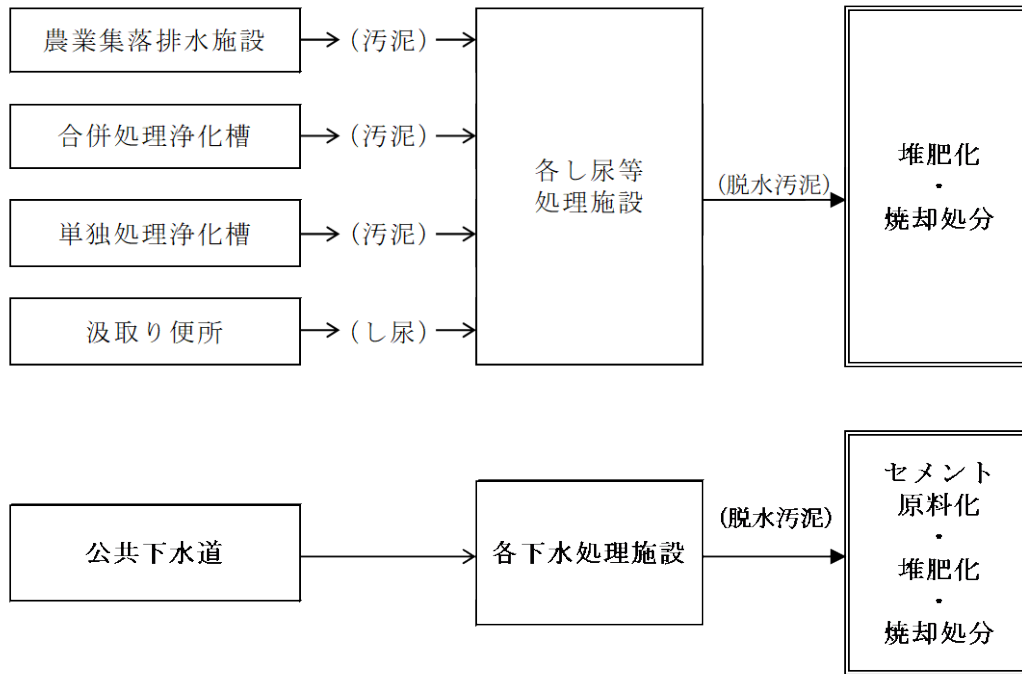 農業集落排水施設
(汚泥)
合併処理浄化槽
(汚泥)
単独処理浄化槽
(汚泥)
汲取り便所
(し尿)
各し尿等
処理施設
(脱水汚泥)
堆肥化
・
焼却処分
公共下水道
各下水処理施設
(脱水汚泥)
セメント
原料化
・
堆肥化
・
焼却処分